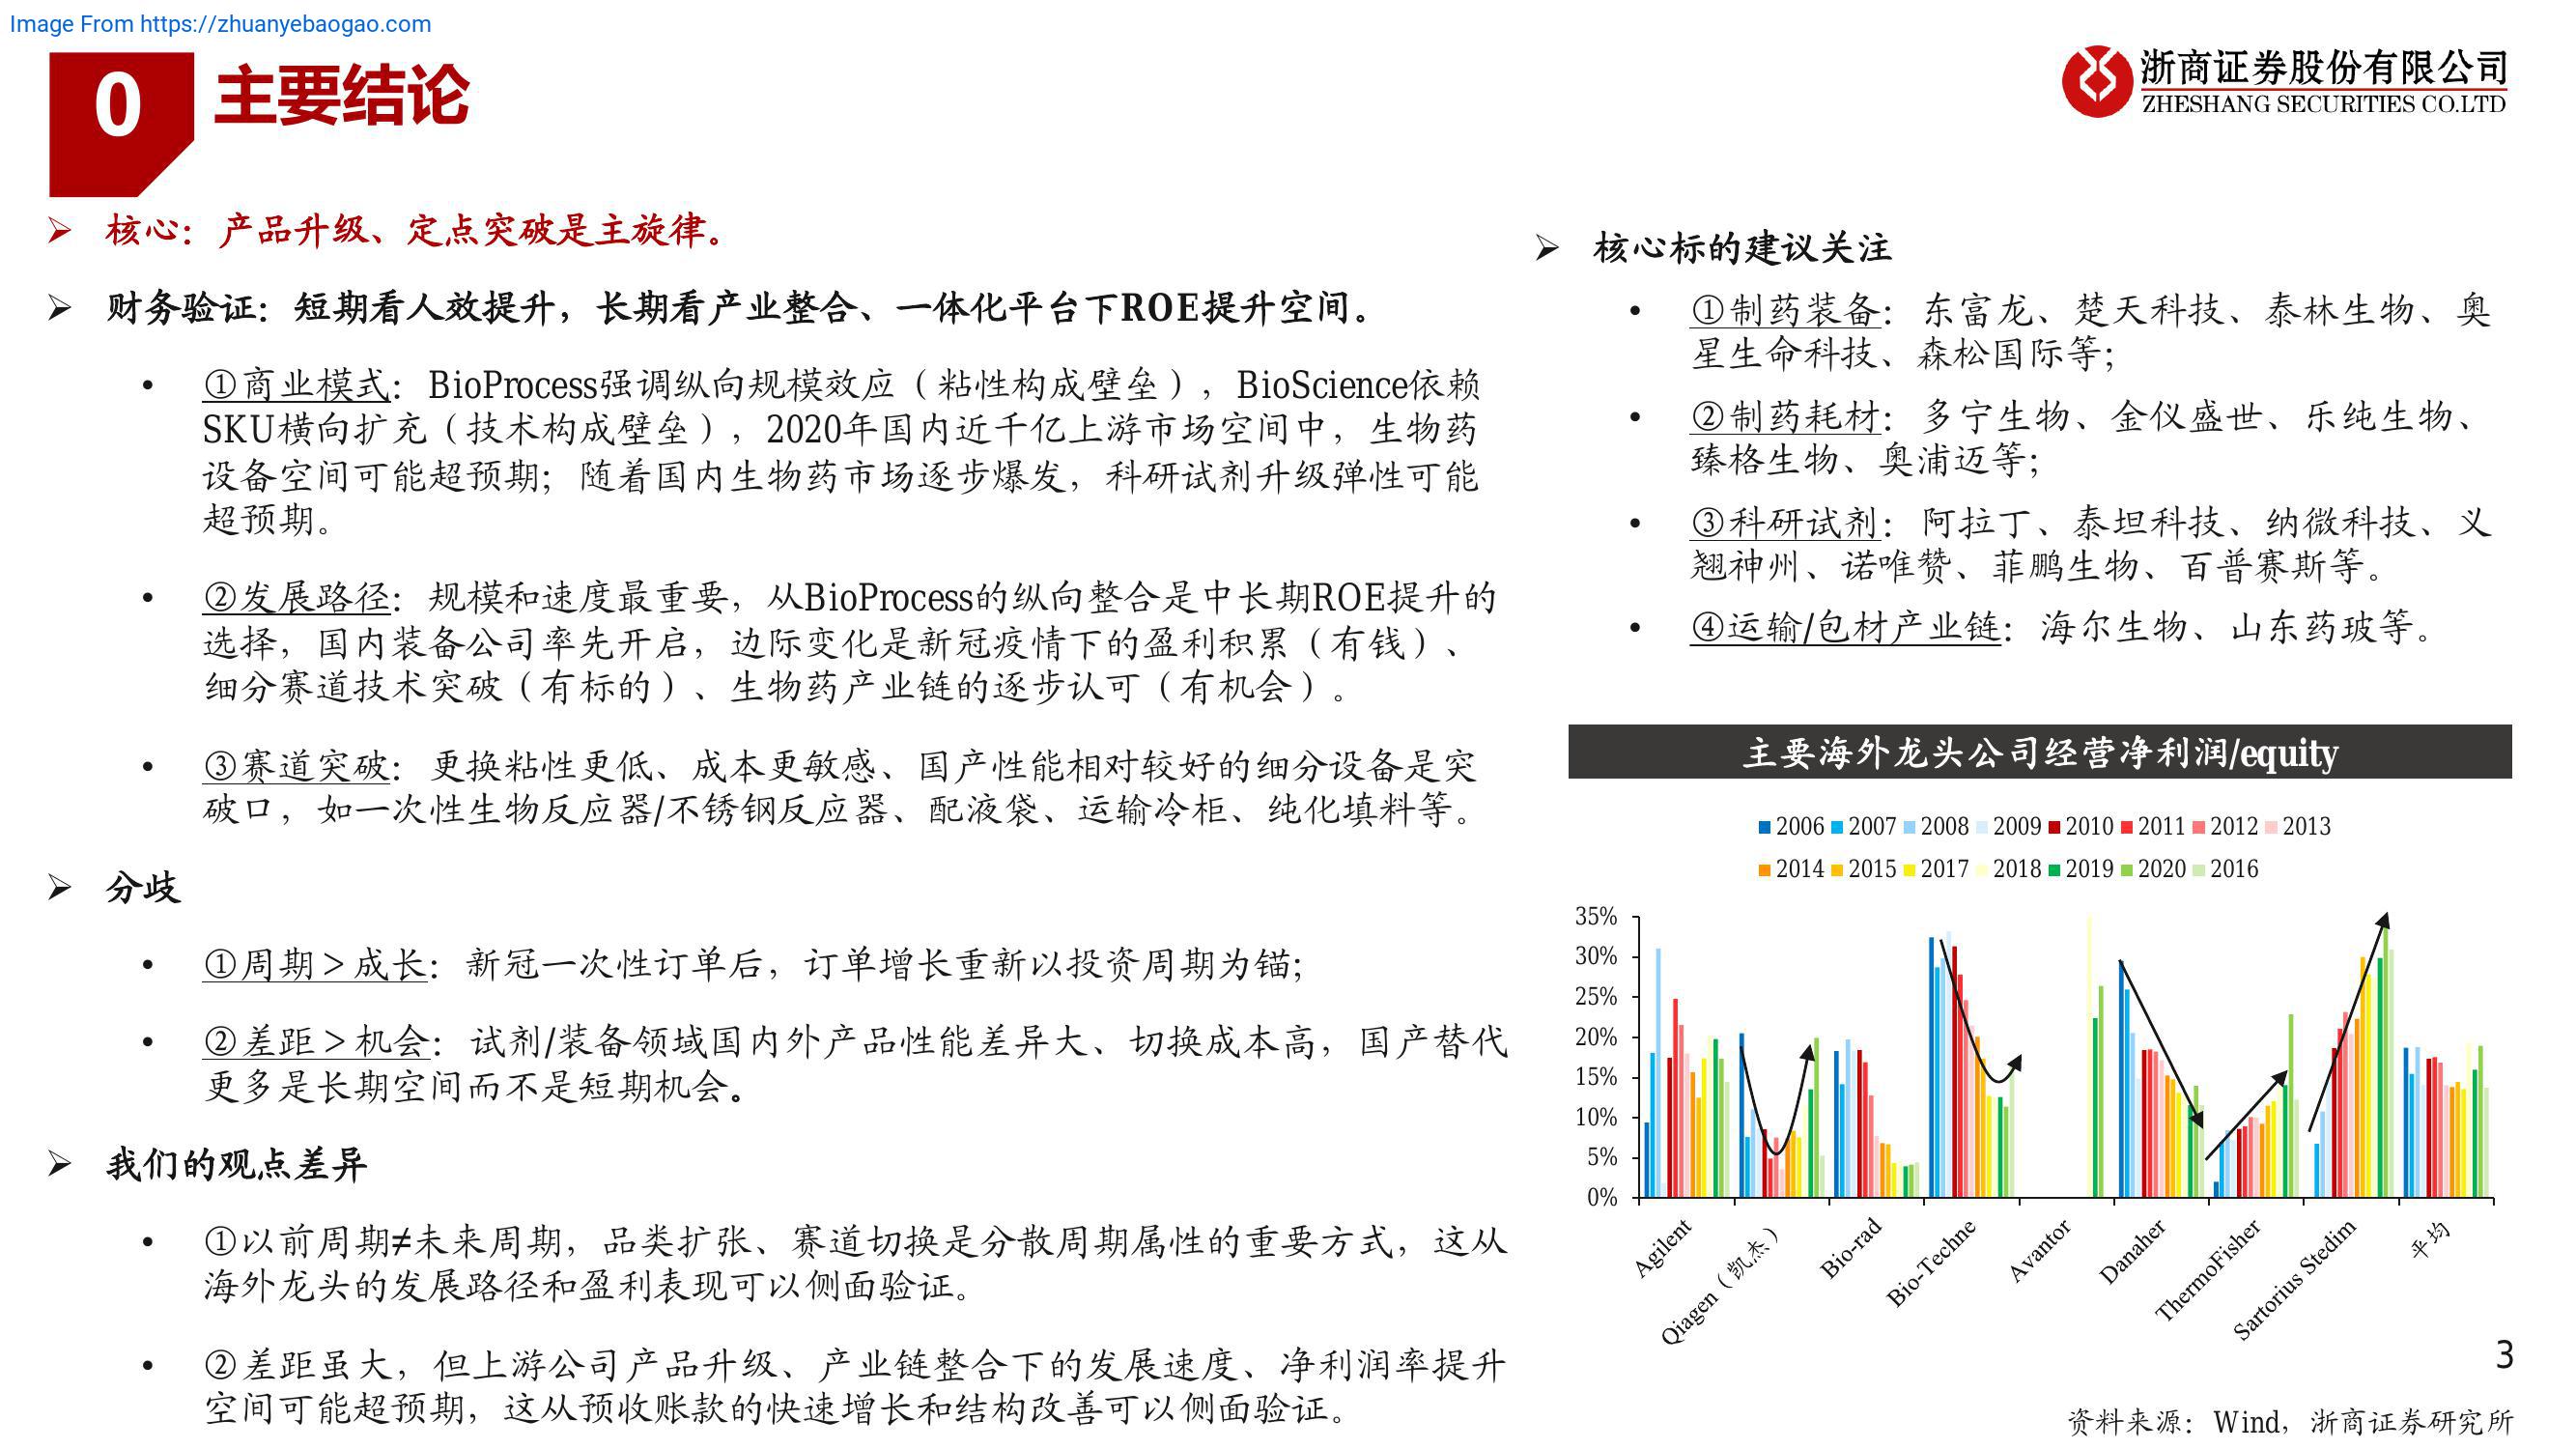 Image From https://zhuanyebaogao.com
0
主要结论
浙商证券股份有限公司
ZHESHANG SECURITIES CO.LTD
➢ 核心：产品升级、定点突破是主旋律。
➢ 财务验证：短期看人效提升，长期看产业整合、一体化平台下ROE提升空间。
• ①商业模式：BioProcess强调纵向规模效应（粘性构成壁垒），BioScience依赖
SKU横向扩充（技术构成壁垒），2020年国内近千亿上游市场空间中，生物药
设备空间可能超预期；随着国内生物药市场逐步爆发，科研试剂升级弹性可能
超预期。
• ②发展路径：规模和速度最重要，从BioProcess的纵向整合是中长期ROE提升的
选择，国内装备公司率先开启，边际变化是新冠疫情下的盈利积累（有钱）、
细分赛道技术突破（有标的）、生物药产业链的逐步认可（有机会）。
• ③赛道突破：更换粘性更低、成本更敏感、国产性能相对较好的细分设备是突
破口，如一次性生物反应器/不锈钢反应器、配液袋、运输冷柜、纯化填料等。
➢ 分歧
• ①周期＞成长：新冠一次性订单后，订单增长重新以投资周期为锚；
• ②差距＞机会：试剂/装备领域国内外产品性能差异大、切换成本高，国产替代
更多是长期空间而不是短期机会。
➢ 我们的观点差异
• ①以前周期≠未来周期，品类扩张、赛道切换是分散周期属性的重要方式，这从
海外龙头的发展路径和盈利表现可以侧面验证。
• ②差距虽大，但上游公司产品升级、产业链整合下的发展速度、净利润率提升
空间可能超预期，这从预收账款的快速增长和结构改善可以侧面验证。
➢ 核心标的建议关注
• ①制药装备：东富龙、楚天科技、泰林生物、奥
星生命科技、森松国际等；
• ②制药耗材：多宁生物、金仪盛世、乐纯生物、
臻格生物、奥浦迈等；
• ③科研试剂：阿拉丁、泰坦科技、纳微科技、义
翘神州、诺唯赞、菲鹏生物、百普赛斯等。
• ④运输/包材产业链：海尔生物、山东药玻等。
主要海外龙头公司经营净利润/equity
2006 2007 2008 2009 2010 2011 2012 2013
2014 2015 2017 2018 2019 2020 2016
35%
30%
25%
20%
15%
10%
5%
0%
Agilent
Qiagen（凯杰）
Bio-rad
Bio-Techne
Avantor
Danaher
ThermoFisher
Sartorius Stedim
平均
3
资料来源：Wind，浙商证券研究所